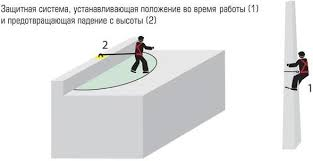 Защитная система, устанавливающая положение во время работы (1)
и предотвращающая падение с высоты (2)
2
1